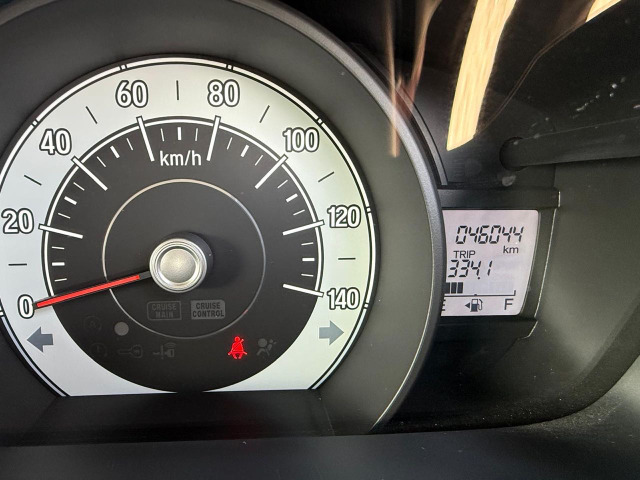 0
20
40
60
80
100
120
140
km/h
CRUISE
MAIN
CRUISE
CONTROL
046044
km
TRIP
334.1
E
F